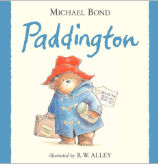 MICHAEL BOND
Paddington
Illustrated by R. W. ALLEY